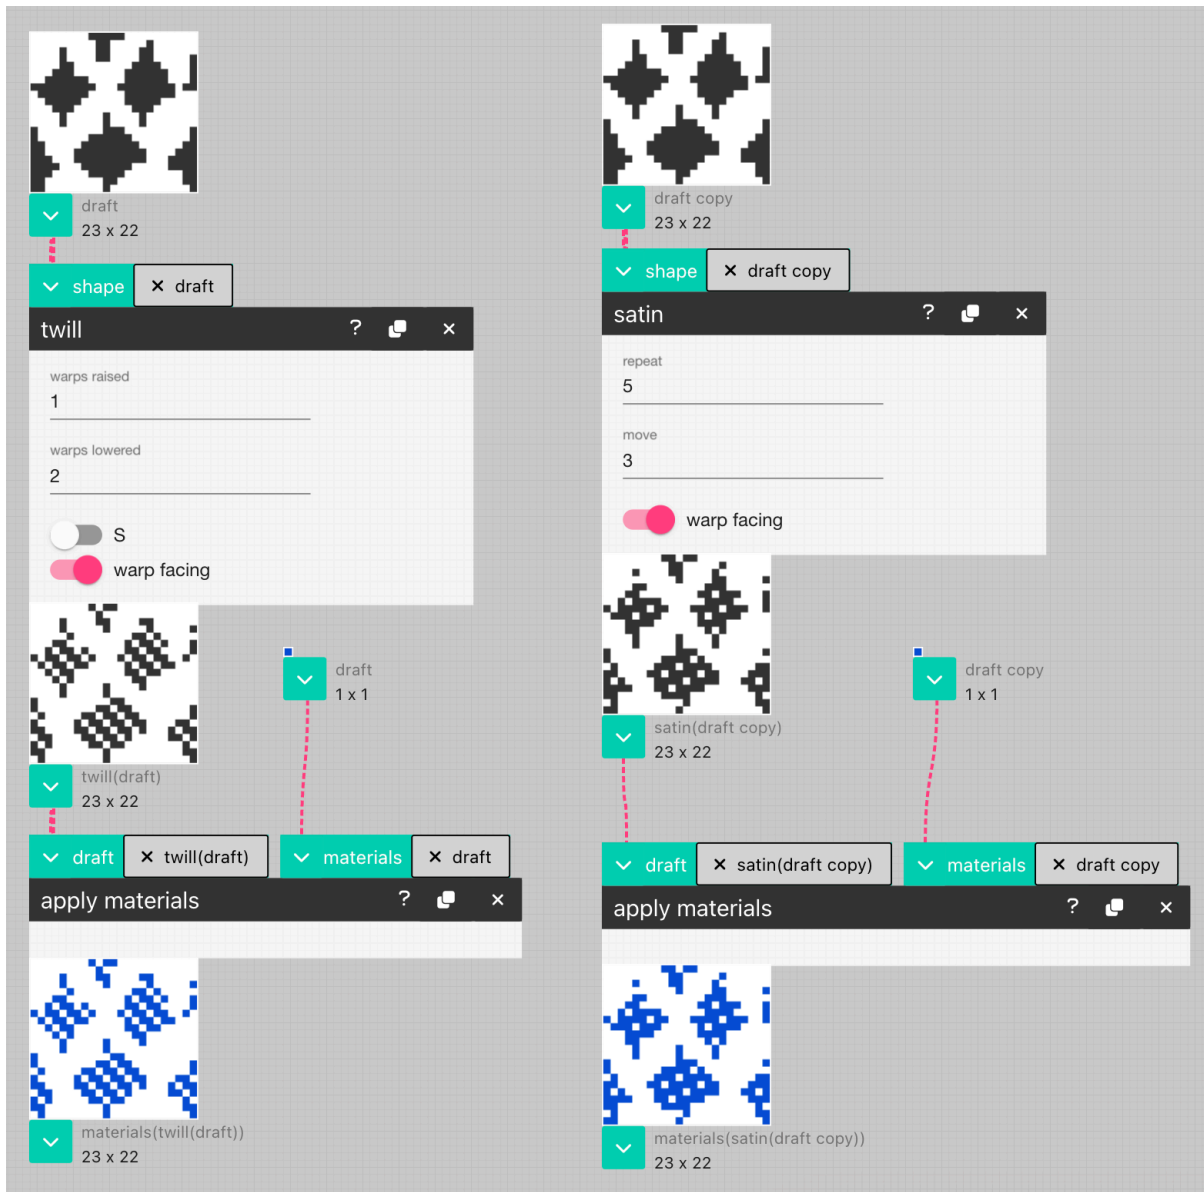 draft
23 x 22
shape
draft
twill
?
warps raised
1
warps lowered
2
S
warp facing
draft
1 x 1
twill(draft)
23 x 22
draft
twill(draft)
materials
draft
apply materials
?
materials(twill(draft))
23 x 22
draft copy
23 x 22
shape
draft copy
satin
?
repeat
5
move
3
warp facing
draft copy
1 x 1
satin(draft copy)
23 x 22
draft
satin(draft copy)
materials
draft copy
apply materials
?
materials(satin(draft copy))
23 x 22